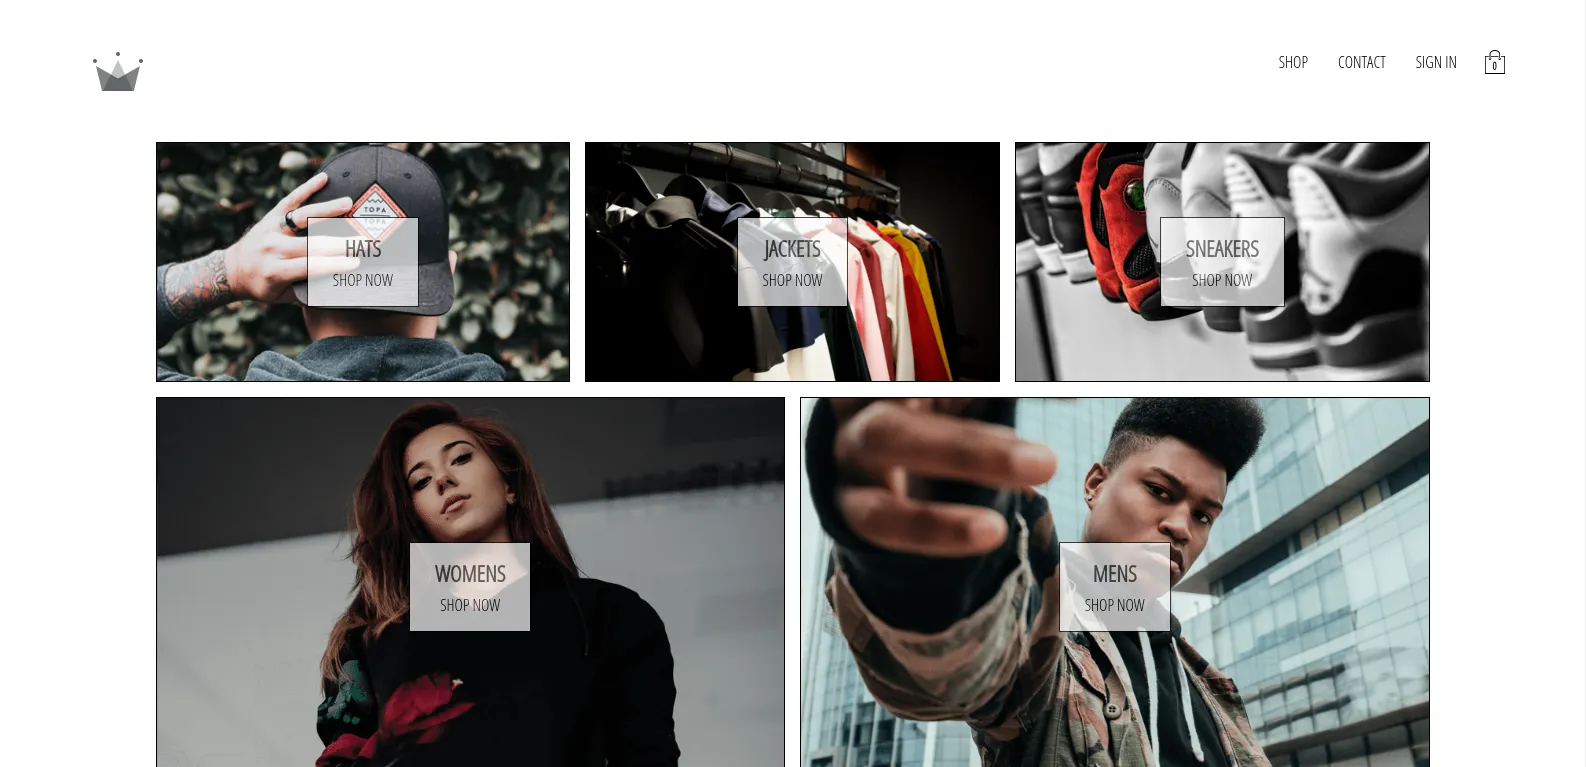 SHOP
CONTACT
SIGN IN
0
TOPA
TOPA
HATS
SHOP NOW
JACKETS
SHOP NOW
SNEAKERS
SHOP NOW
WOMENS
SHOP NOW
MENS
SHOP NOW